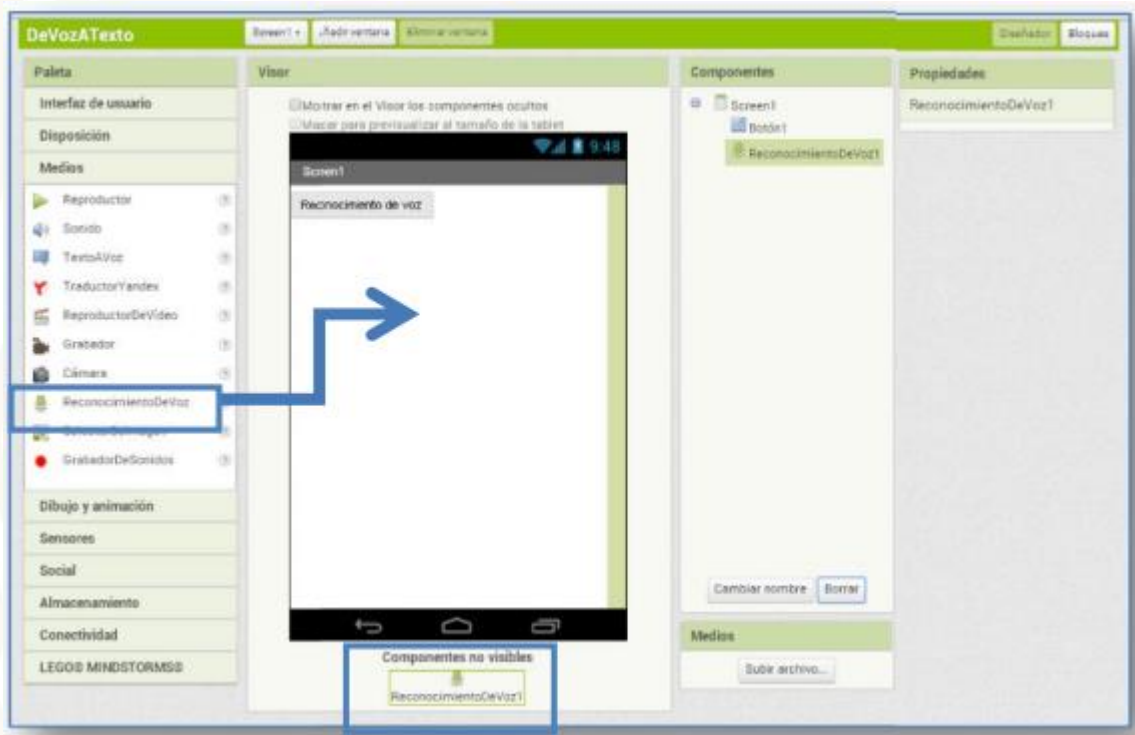 DeVozATexto
Screen1
Añadir ventana
Eliminar ventana
Diseñador
Bloques
Paleta
Interfaz de usuario
Disposición
Medios
Reproductor
Sonido
TextoAVoz
TraductorYandex
ReproductorDeVídeo
Grabador
Cámara
ReconocimientoDeVoz
GrabadorDeSonidos
Dibujo y animación
Sensores
Social
Almacenamiento
Conectividad
LEGO® MINDSTORMS®
Visor
Mostrar en el Visor los componentes ocultos
para previsualizar al tamaño de la tablet
9:48
Screen1
Reconocimiento de voz
Componentes no visibles
ReconocimientoDeVoz1
Componentes
Screen1
Botón1
ReconocimientoDeVoz1
Cambiar nombre
Borrar
Medios
Subir archivo...
Propiedades
ReconocimientoDeVoz1